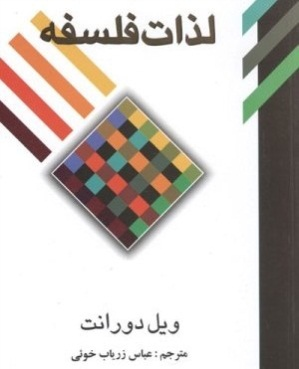 لذات فلسفه
ویل دورانت
مترجم : عباس زریاب خوئی